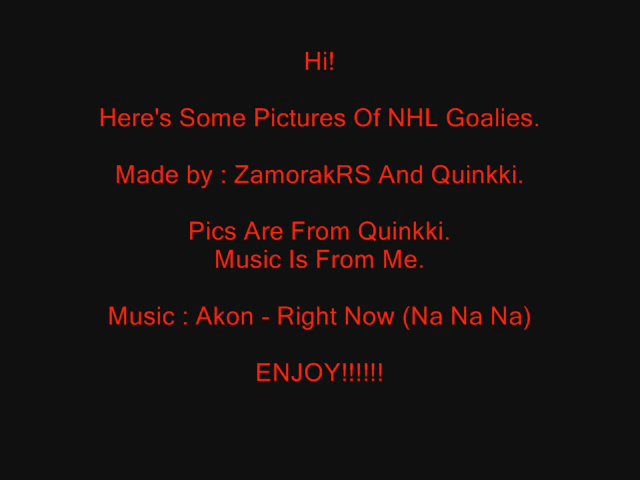 Hi!
Here's Some Pictures Of NHL Goalies.
Made by : ZamorakRS And Quinkki.
Pics Are From Quinkki.
Music Is From Me.
Music : Akon - Right Now (Na Na Na)
ENJOY!!!!!!